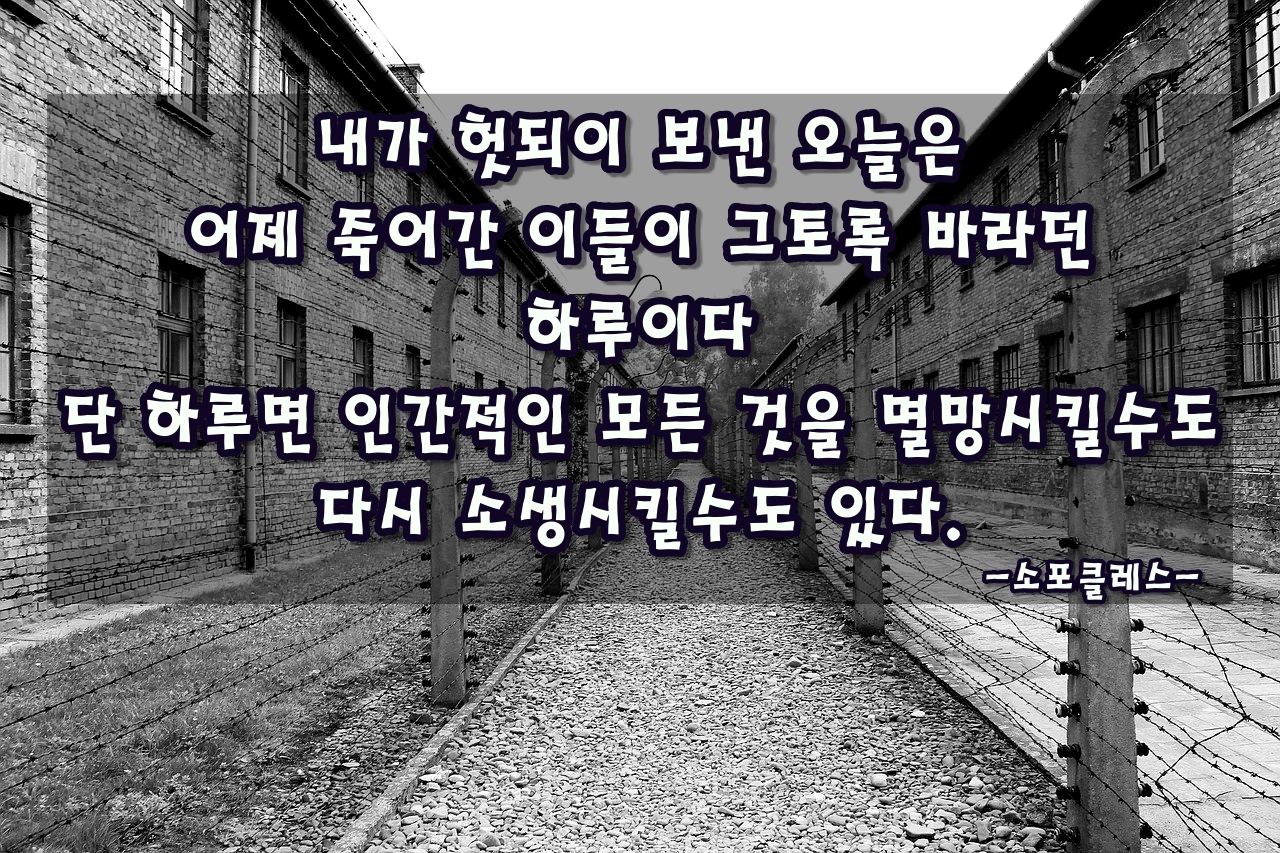 내가 헛되이 보낸 오늘은
어제 죽어간 이들이 그토록 바라던
하루이다
단 하루면 인간적인 모든 것을 멸망시킬수도
다시 소생시킬수도 있다.
-소포클레스-